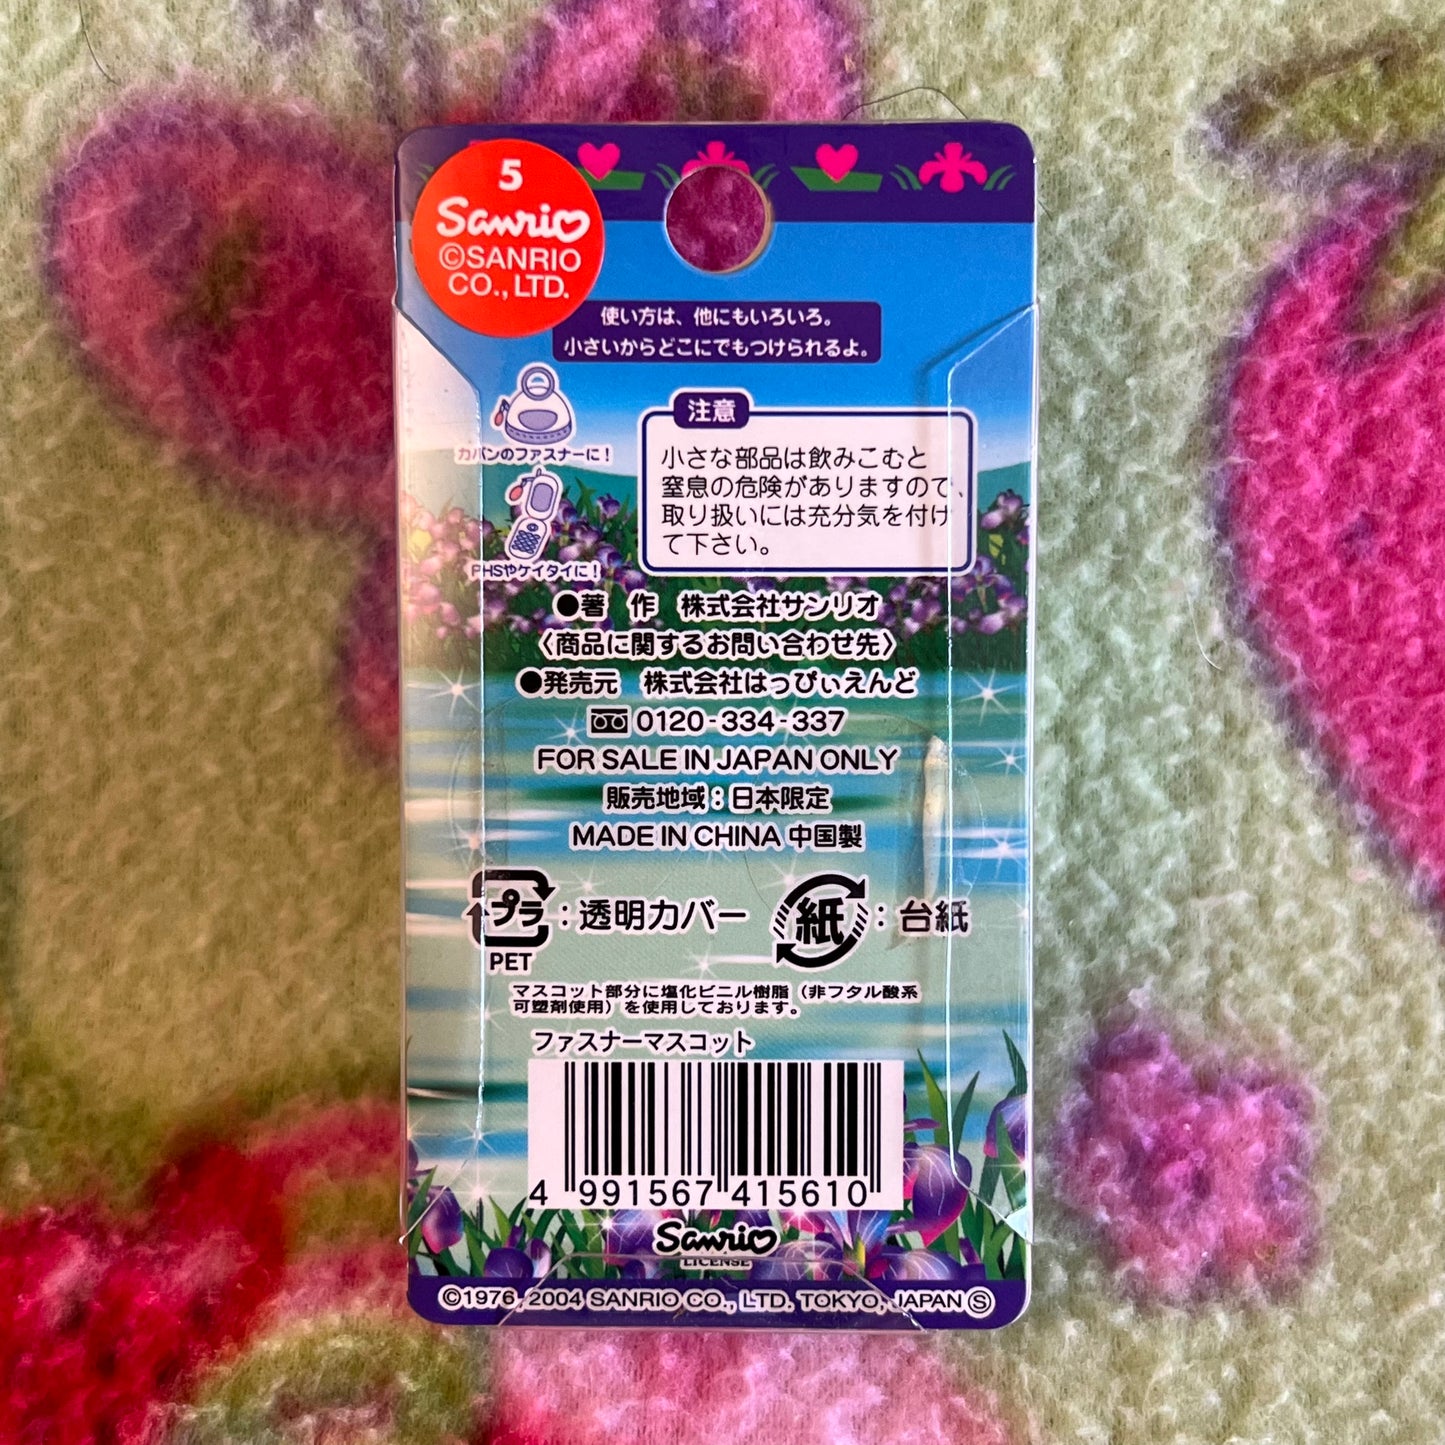 5
Sanrio
©SANRIO
CO., LTD.
使い方は、他にもいろいろ。
小さいからどこにでもつけられるよ。
カバンのファスナーに!
PHSやケイタイに!
注意
小さな部品は飲みこむと
窒息の危険がありますので、
取り扱いには充分気を付け
て下さい。
●著 作 株式会社サンリオ
〈商品に関するお問い合わせ先〉
●発売元 株式会社はっぴぃえんど
0120-334-337
FOR SALE IN JAPAN ONLY
販売地域:日本限定
MADE IN CHINA 中国製
プラ:透明カバー 紙:台紙
PET
マスコット部分に塩化ビニル樹脂(非フタル酸系
可塑剤使用)を使用しております。
ファスナーマスコット
4 991567 415610
Sanrio
LICENSE
©1976, 2004 SANRIO CO., LTD. TOKYO, JAPAN Ⓢ